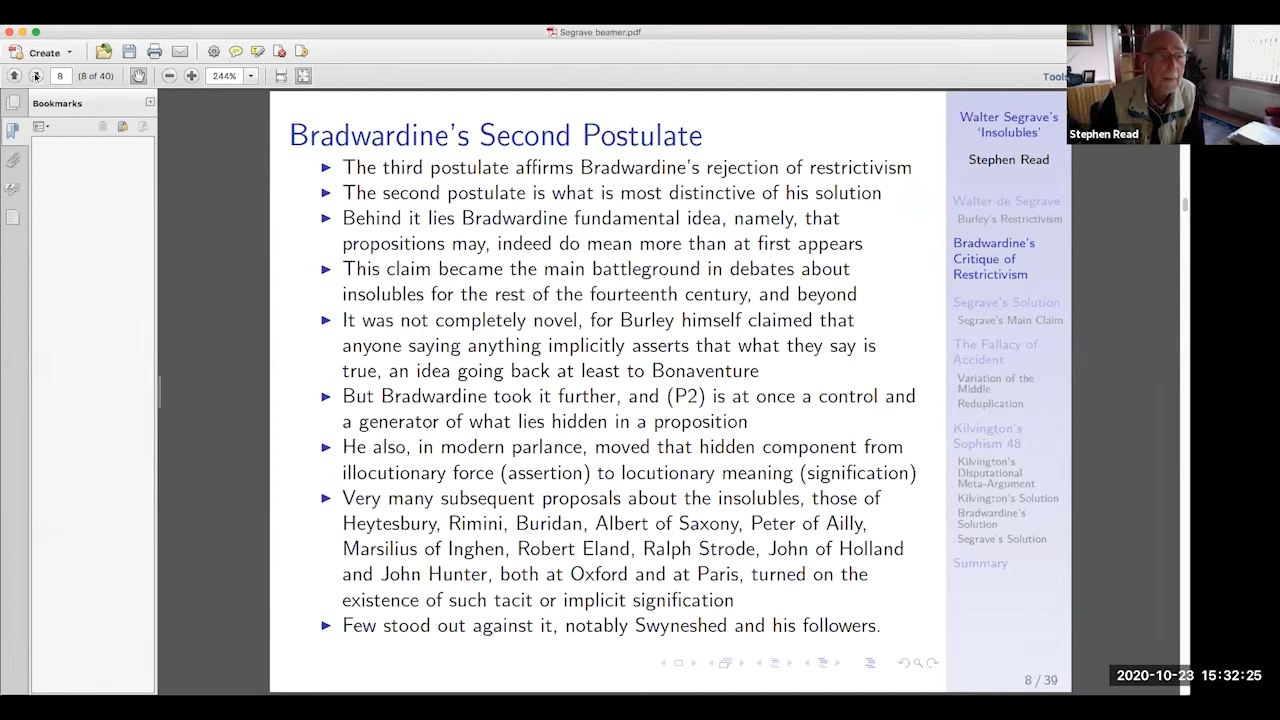 Segrave beamer.pdf
Create
8
(8 of 40)
244%
Tools
Bookmarks
Stephen Read
Bradwardine's Second Postulate
The third postulate affirms Bradwardine's rejection of restrictivism
The second postulate is what is most distinctive of his solution
Behind it lies Bradwardine fundamental idea, namely, that
propositions may, indeed do mean more than at first appears
This claim became the main battleground in debates about
insolubles for the rest of the fourteenth century, and beyond
It was not completely novel, for Burley himself claimed that
anyone saying anything implicitly asserts that what they say is
true, an idea going back at least to Bonaventure
But Bradwardine took it further, and (P2) is at once a control and
a generator of what lies hidden in a proposition
He also, in modern parlance, moved that hidden component from
illocutionary force (assertion) to locutionary meaning (signification)
Very many subsequent proposals about the insolubles, those of
Heytesbury, Rimini, Buridan, Albert of Saxony, Peter of Ailly,
Marsilius of Inghen, Robert Eland, Ralph Strode, John of Holland
and John Hunter, both at Oxford and at Paris, turned on the
existence of such tacit or implicit signification
Few stood out against it, notably Swyneshed and his followers.
Walter Segrave's
'Insolubles'
Stephen Read
Walter de Segrave
Burley's Restrictivism
Bradwardine's
Critique of
Restrictivism
Segrave's Solution
Segrave's Main Claim
The Fallacy of
Accident
Variation of the
Middle
Reduplication
Kilvington's
Sophism 48
Kilvington's
Disputational
Meta-Argument
Kilvington's Solution
Bradwardine's
Solution
Segrave's Solution
Summary
8 / 39
2020-10-23 15:32:25